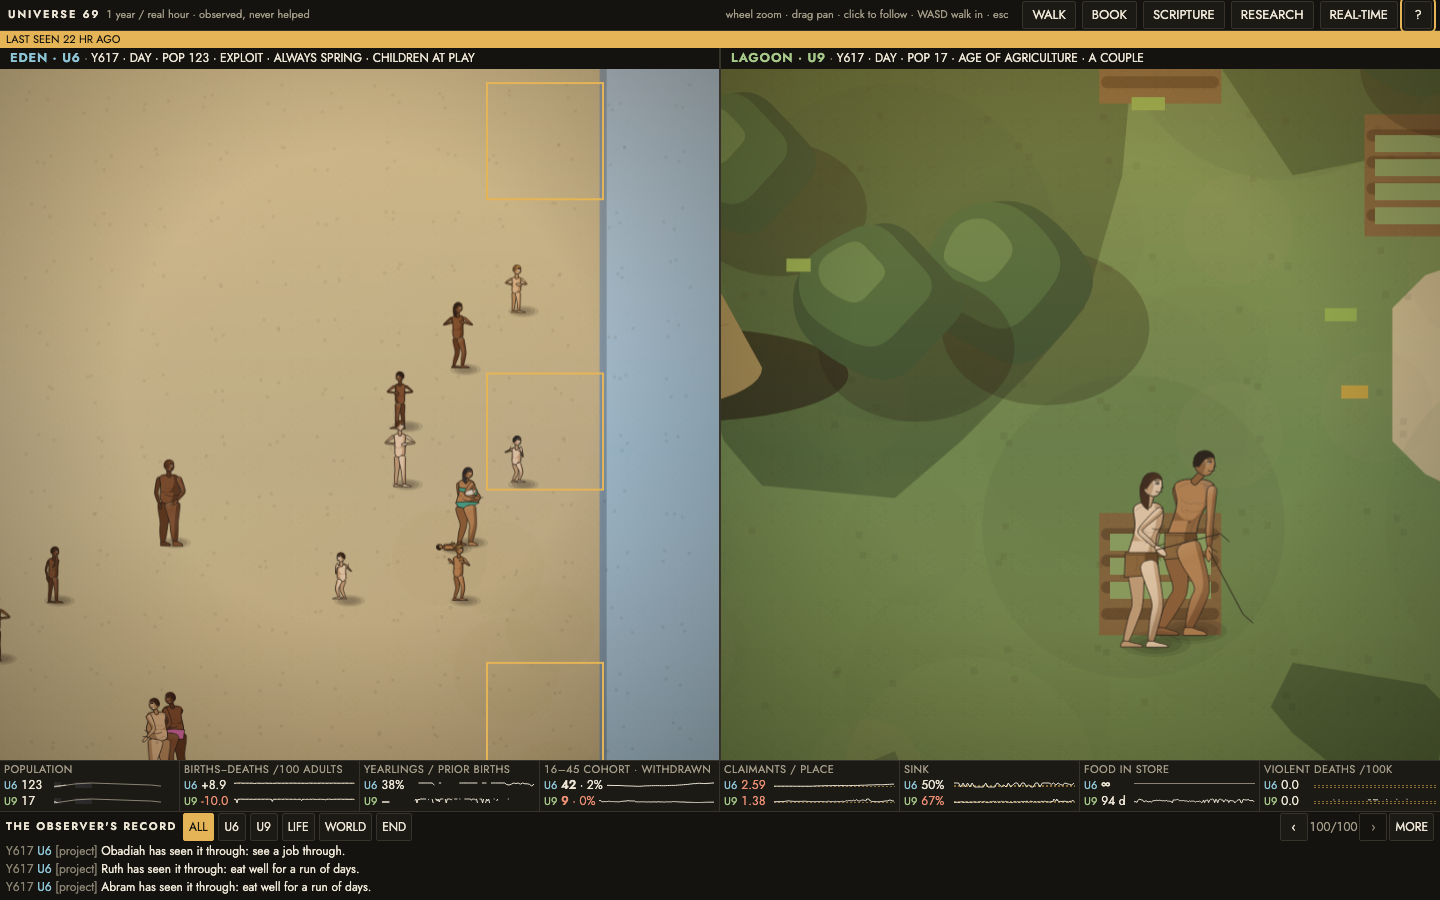 UNIVERSE 69 1 year / real hour · observed, never helped
wheel zoom · drag pan · click to follow · WASD walk in · esc WALK BOOK SCRIPTURE RESEARCH REAL-TIME ?
LAST SEEN 22 HR AGO
EDEN · U6 · Y617 · DAY · POP 123 · EXPLOIT · ALWAYS SPRING · CHILDREN AT PLAY
LAGOON · U9 · Y617 · DAY · POP 17 · AGE OF AGRICULTURE · A COUPLE
POPULATION
U6 123
U9 17
BIRTHS–DEATHS /100 ADULTS
U6 +8.9
U9 -10.0
YEARLINGS / PRIOR BIRTHS
U6 38%
U9 –
16–45 COHORT · WITHDRAWN
U6 42 · 2%
U9 9 · 0%
CLAIMANTS / PLACE
U6 2.59
U9 1.38
SINK
U6 50%
U9 67%
FOOD IN STORE
U6 ∞
U9 94 d
VIOLENT DEATHS /100K
U6 0.0
U9 0.0
THE OBSERVER'S RECORD ALL U6 U9 LIFE WORLD END ‹ 100/100 › MORE
Y617 U6 [project] Obadiah has seen it through: see a job through.
Y617 U6 [project] Ruth has seen it through: eat well for a run of days.
Y617 U6 [project] Abram has seen it through: eat well for a run of days.